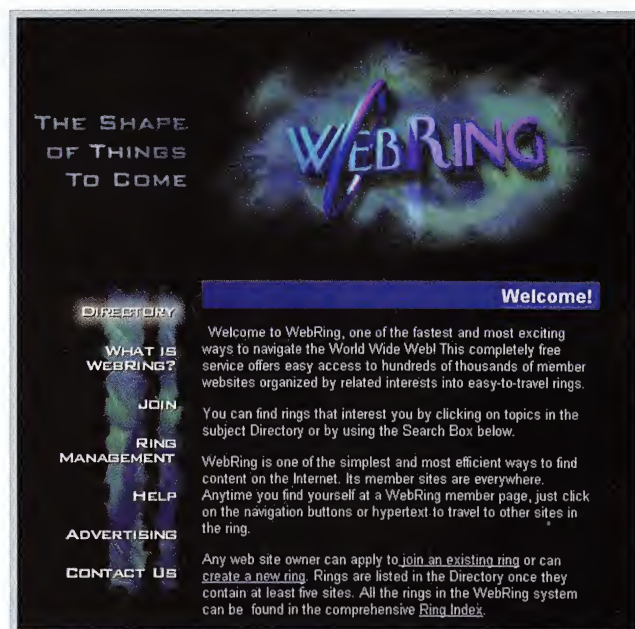 THE SHAPE
OF THINGS
TO COME
WEBRING
DIRECTORY
WHAT IS
WEBRING?
JOIN
RING
MANAGEMENT
HELP
ADVERTISING
CONTACT US
Welcome!
Welcome to WebRing, one of the fastest and most exciting
ways to navigate the World Wide Web! This completely free
service offers easy access to hundreds of thousands of member
websites organized by related interests into easy-to-travel rings.
You can find rings that interest you by clicking on topics in the
subject Directory or by using the Search Box below.
WebRing is one of the simplest and most efficient ways to find
content on the Internet. Its member sites are everywhere.
Anytime you find yourself at a WebRing member page, just click
on the navigation buttons or hypertext to travel to other sites in
the ring.
Any web site owner can apply to join an existing ring or can
create a new ring. Rings are listed in the Directory once they
contain at least five sites. All the rings in the WebRing system
can be found in the comprehensive Ring Index.